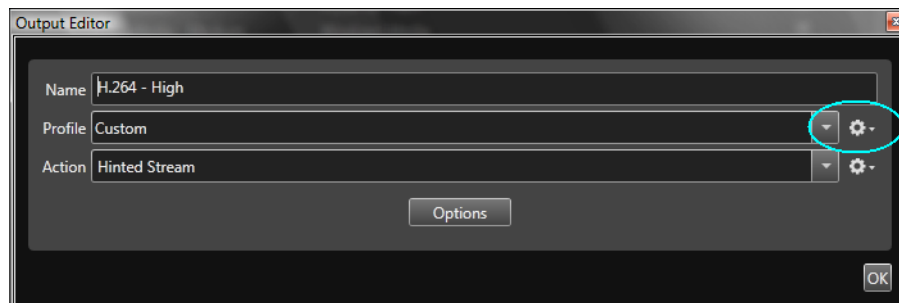 Output Editor
Name H.264 - High
Profile Custom
Action Hinted Stream
Options
OK